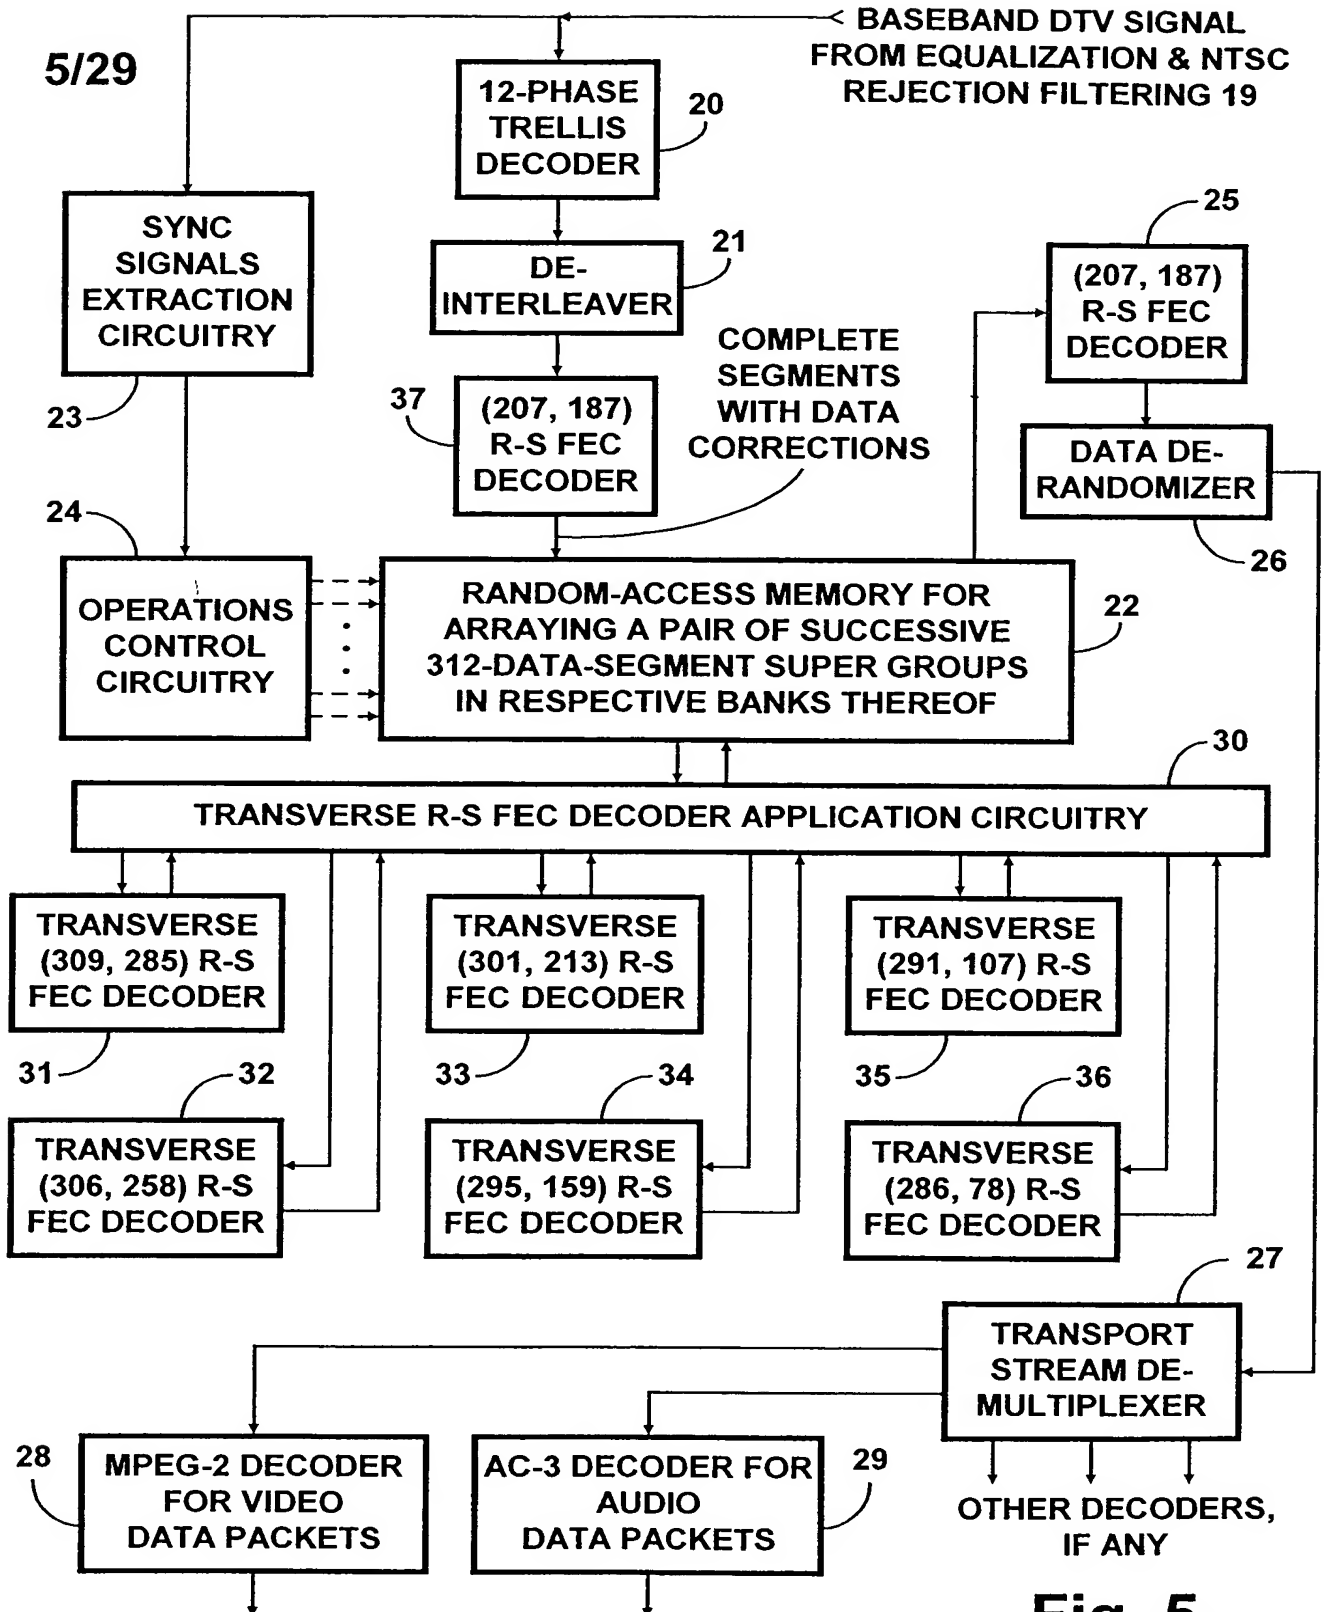 BASEBAND DTV SIGNAL
FROM EQUALIZATION & NTSC
REJECTION FILTERING 19
5/29
12-PHASE
TRELLIS
DECODER
20
SYNC
SIGNALS
EXTRACTION
CIRCUITRY
23
DE-
INTERLEAVER
21
25
(207, 187)
R-S FEC
DECODER
37
(207, 187)
R-S FEC
DECODER
COMPLETE
SEGMENTS
WITH DATA
CORRECTIONS
DATA DE-
RANDOMIZER
26
24
OPERATIONS
CONTROL
CIRCUITRY
RANDOM-ACCESS MEMORY FOR
ARRAYING A PAIR OF SUCCESSIVE
312-DATA-SEGMENT SUPER GROUPS
IN RESPECTIVE BANKS THEREOF
22
30
TRANSVERSE R-S FEC DECODER APPLICATION CIRCUITRY
TRANSVERSE
(309, 285) R-S
FEC DECODER
31
TRANSVERSE
(301, 213) R-S
FEC DECODER
33
TRANSVERSE
(291, 107) R-S
FEC DECODER
35
32
TRANSVERSE
(306, 258) R-S
FEC DECODER
34
TRANSVERSE
(295, 159) R-S
FEC DECODER
36
TRANSVERSE
(286, 78) R-S
FEC DECODER
27
TRANSPORT
STREAM DE-
MULTIPLEXER
28
MPEG-2 DECODER
FOR VIDEO
DATA PACKETS
AC-3 DECODER FOR
AUDIO
DATA PACKETS
29
OTHER DECODERS,
IF ANY
Fig. 5